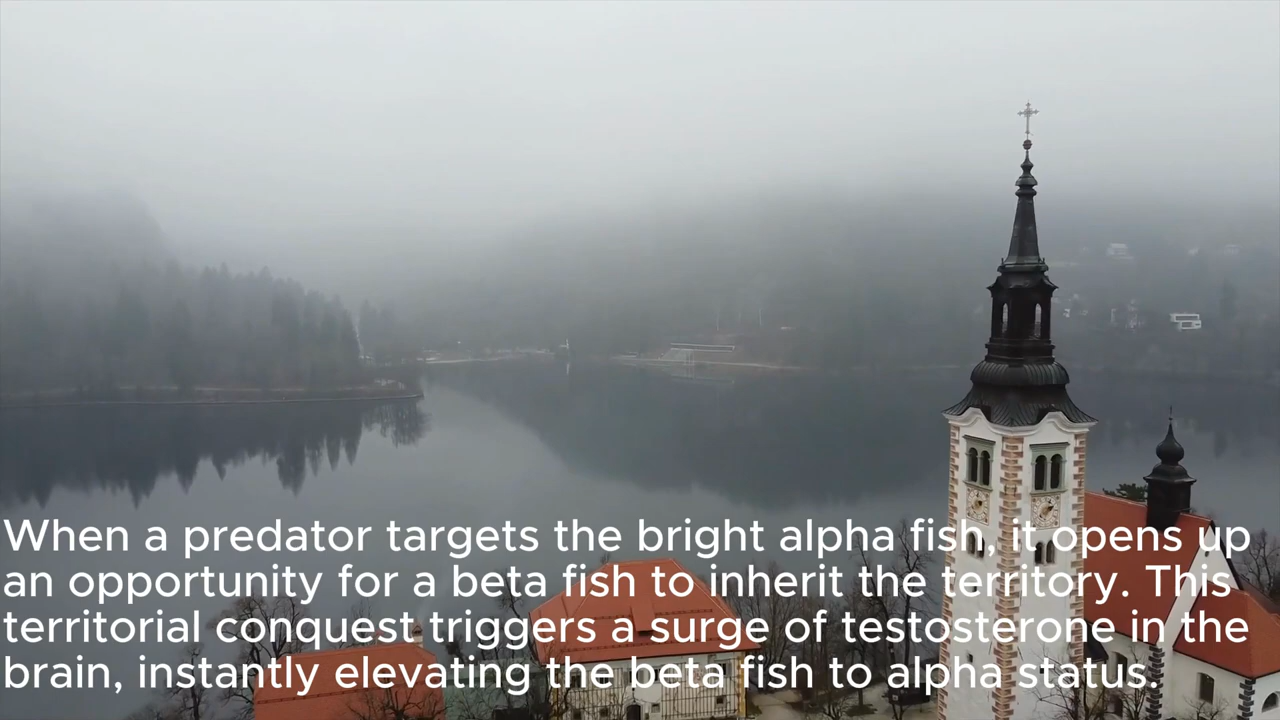 When a predator targets the bright alpha fish, it opens up
an opportunity for a beta fish to inherit the territory. This
territorial conquest triggers a surge of testosterone in the
brain, instantly elevating the beta fish to alpha status.